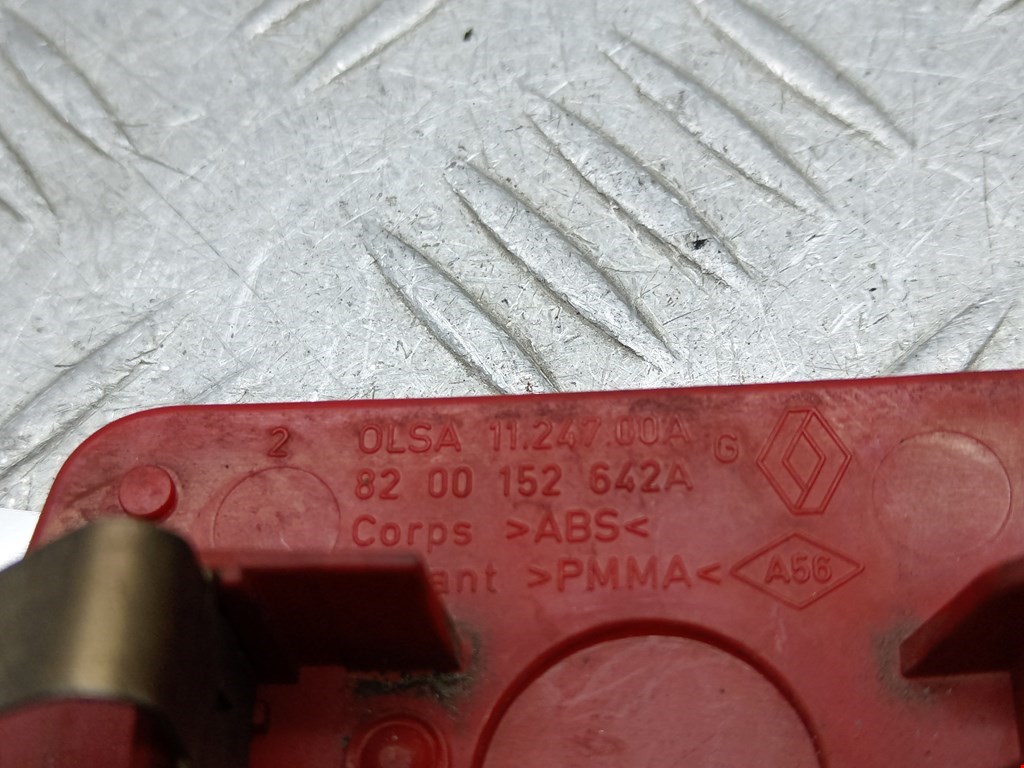 2 OLSA 11.247.00A G
82 00 152 642A
Corps >ABS<
>PMMA< A56